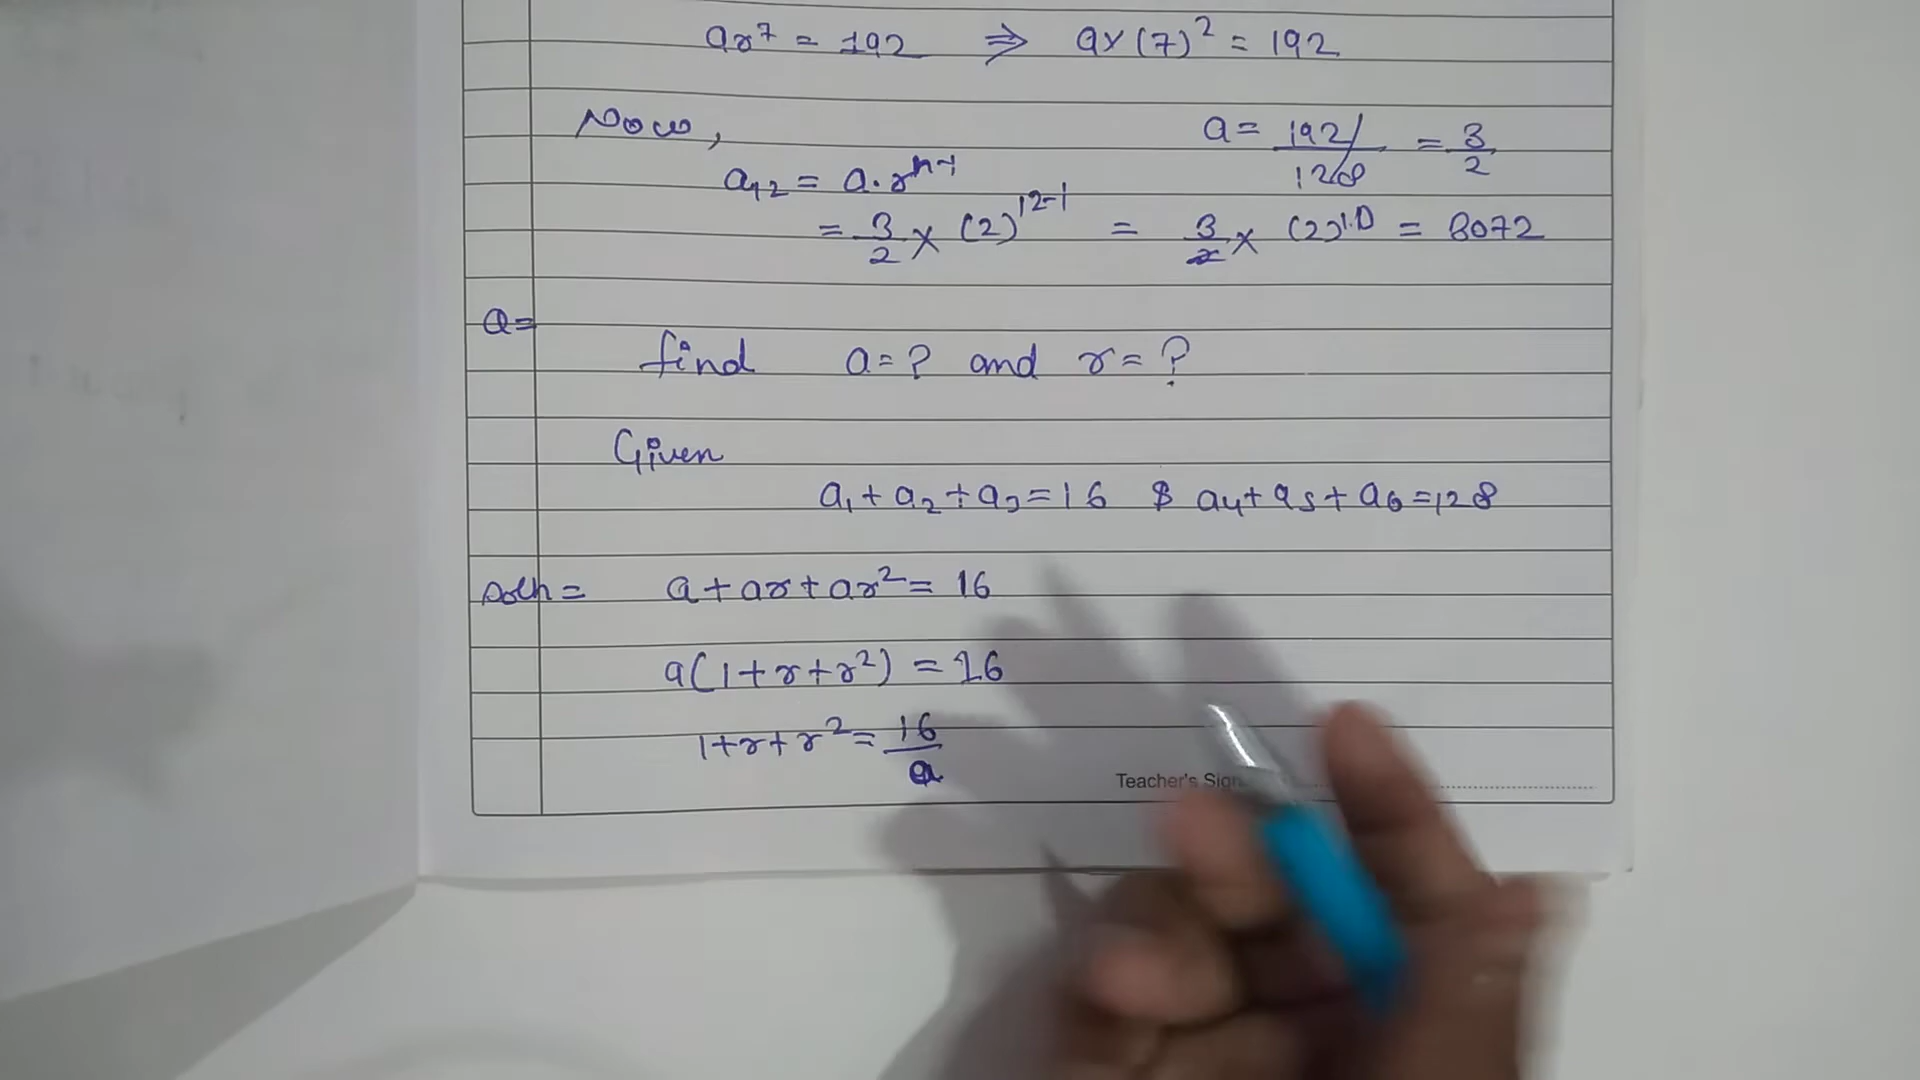 ar⁷ = 192 ⇒ a×(7)² = 192
Now,
a = 192/128 = 3/2
a₁₂ = a·rⁿ⁻¹
= 3/2 × (2)¹²⁻¹ = 3/2 × (2)¹¹·⁰ = 3072
Q=
find a=? and r=?
Given
a₁+a₂+a₃=16 & a₄+a₅+a₆=128
Soln= a+ar+ar²= 16
a(1+r+r²) = 16
1+r+r²= 16/a
Teacher's Sign